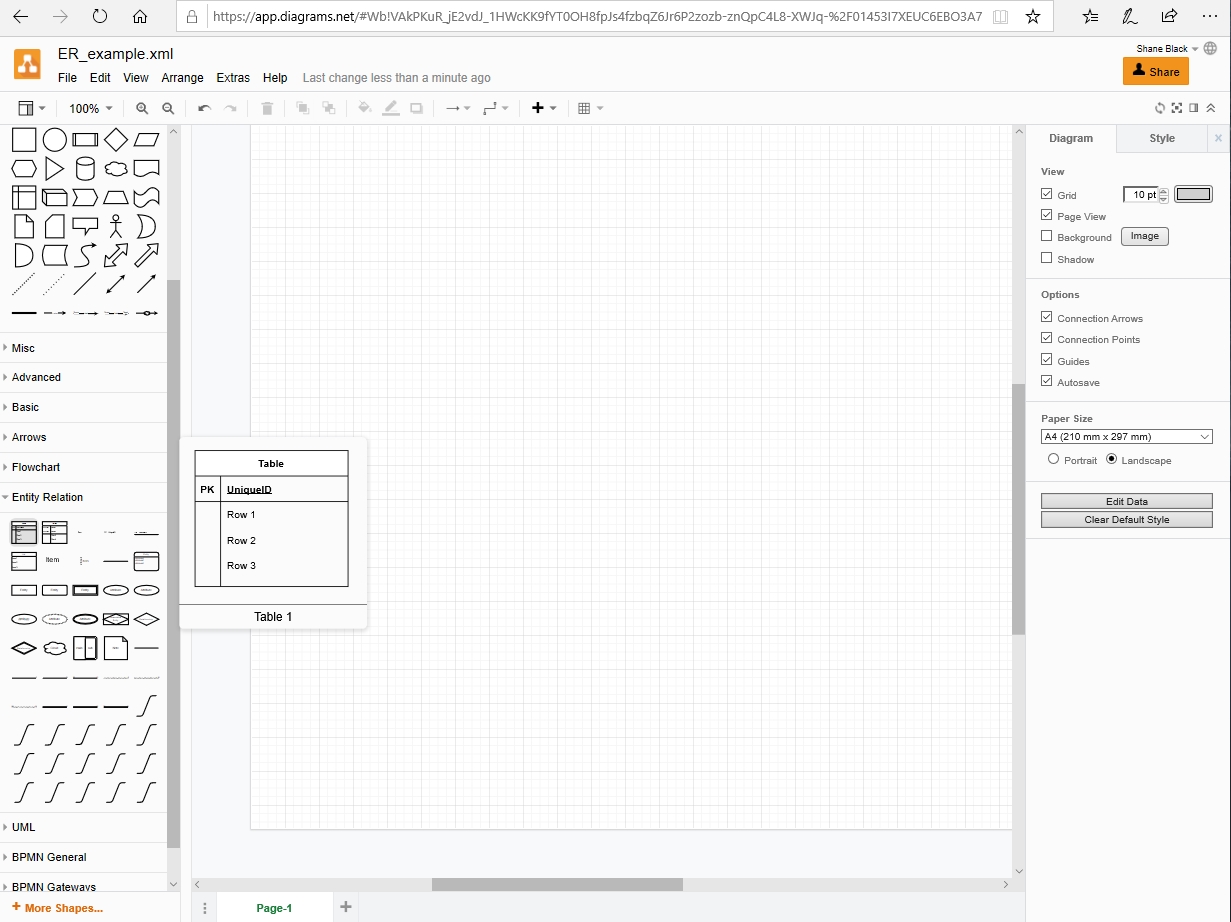 https://app.diagrams.net/#Wb!VAkPKuR_jE2vdJ_1HWcKK9fYT0OH8fpJs4fzbqZ6Jr6P2zozb-znQpC4L8-XWJq-%2F01453I7XEUC6EBO3A7
ER_example.xml
Shane Black
File Edit View Arrange Extras Help Last change less than a minute ago
Share
100%
Diagram Style
View
Grid 10 pt
Page View
Background Image
Shadow
Options
Connection Arrows
Connection Points
Guides
Autosave
Paper Size
A4 (210 mm x 297 mm)
Portrait Landscape
Edit Data
Clear Default Style
Misc
Advanced
Basic
Arrows
Flowchart
Entity Relation
Item
Table
PK UniqueID
Row 1
Row 2
Row 3
Table 1
UML
BPMN General
BPMN Gateways
+ More Shapes...
Page-1